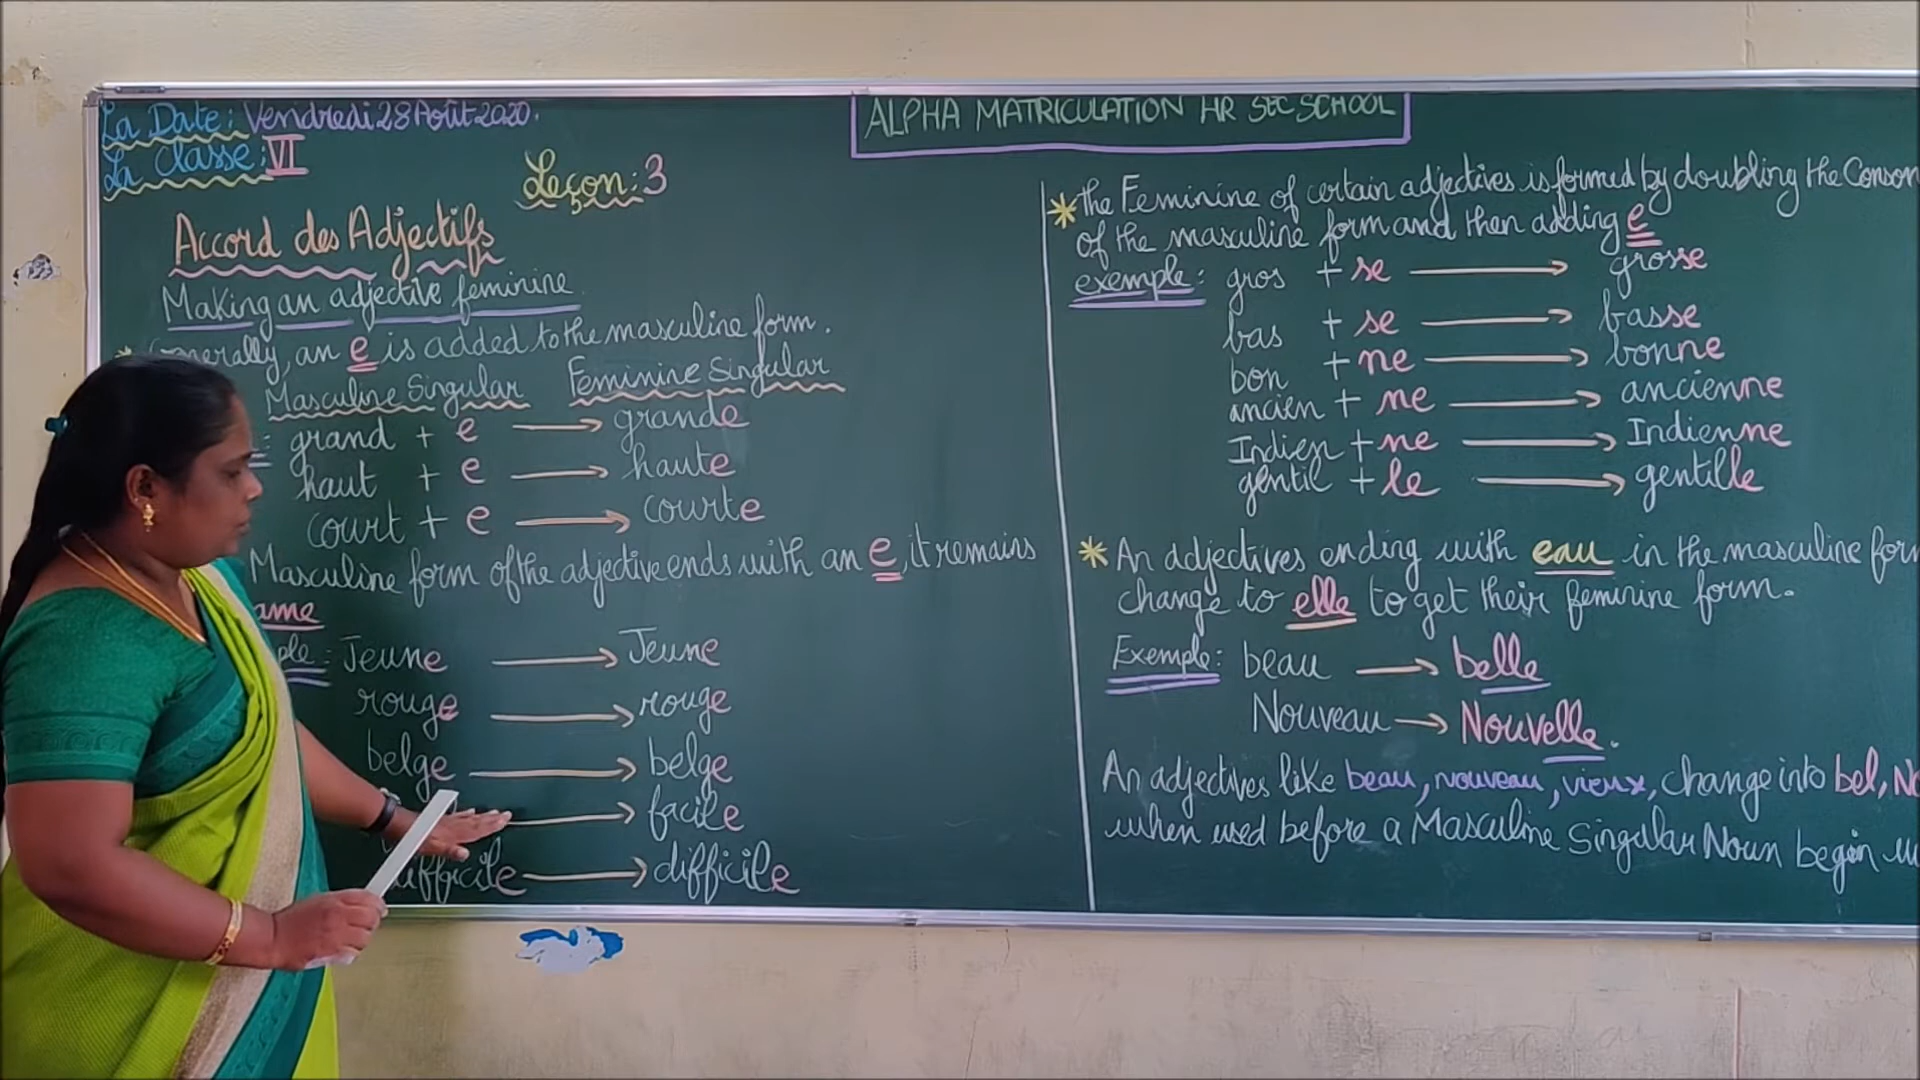 La Date: Vendredi 28 Août 2020.
La Classe: VI
ALPHA MATRICULATION HR SEC SCHOOL
Leçon: 3
Accord des Adjectifs
Making an adjective feminine
* Generally, an e is added to the masculine form.
Masculine Singular Feminine Singular
: grand + e → grande
haut + e → haute
court + e → courte
Masculine form of the adjective ends with an e, it remains
ame
ple: Jeune → Jeune
rouge → rouge
belge → belge
→ facile
difficile → difficile
* The Feminine of certain adjectives is formed by doubling the Conson
of the masculine form and then adding e
exemple: gros + se → grosse
bas + se → basse
bon + ne → bonne
ancien + ne → ancienne
Indien + ne → Indienne
gentil + le → gentille
* An adjectives ending with eau in the masculine for
change to elle to get their feminine form.
Exemple: beau → belle
Nouveau → Nouvelle.
An adjectives like beau, nouveau, vieux, change into bel, No
when used before a Masculine Singular Noun begin